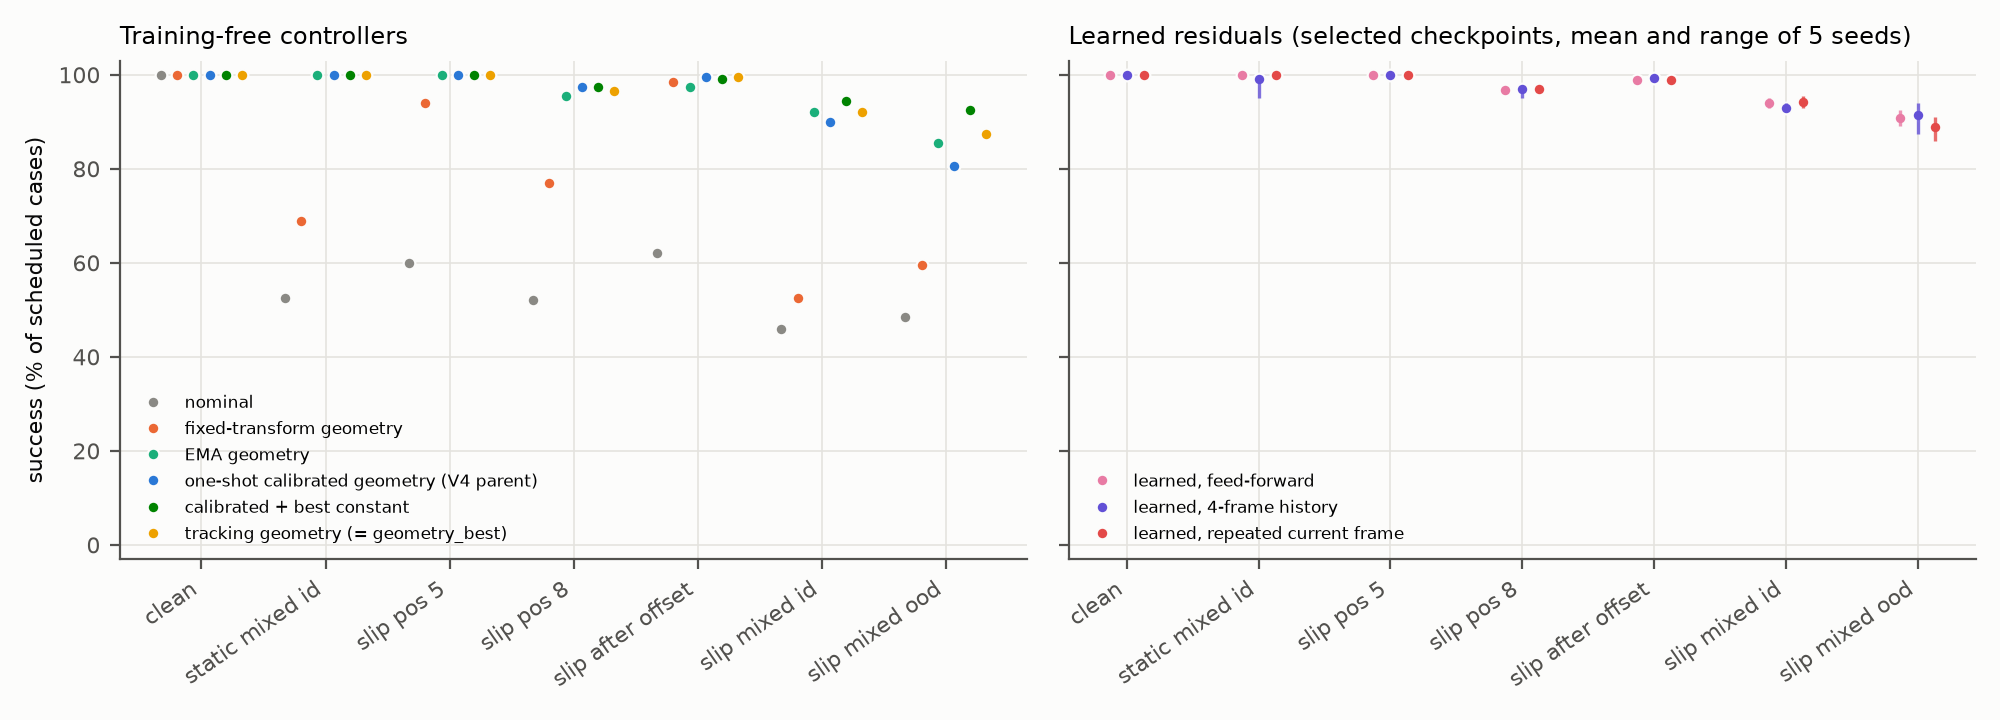 Training-free controllers
success (% of scheduled cases)
100
80
60
40
20
0
nominal
fixed-transform geometry
EMA geometry
one-shot calibrated geometry (V4 parent)
calibrated + best constant
tracking geometry (= geometry_best)
clean
static mixed id
slip pos 5
slip pos 8
slip after offset
slip mixed id
slip mixed ood
Learned residuals (selected checkpoints, mean and range of 5 seeds)
learned, feed-forward
learned, 4-frame history
learned, repeated current frame
clean
static mixed id
slip pos 5
slip pos 8
slip after offset
slip mixed id
slip mixed ood